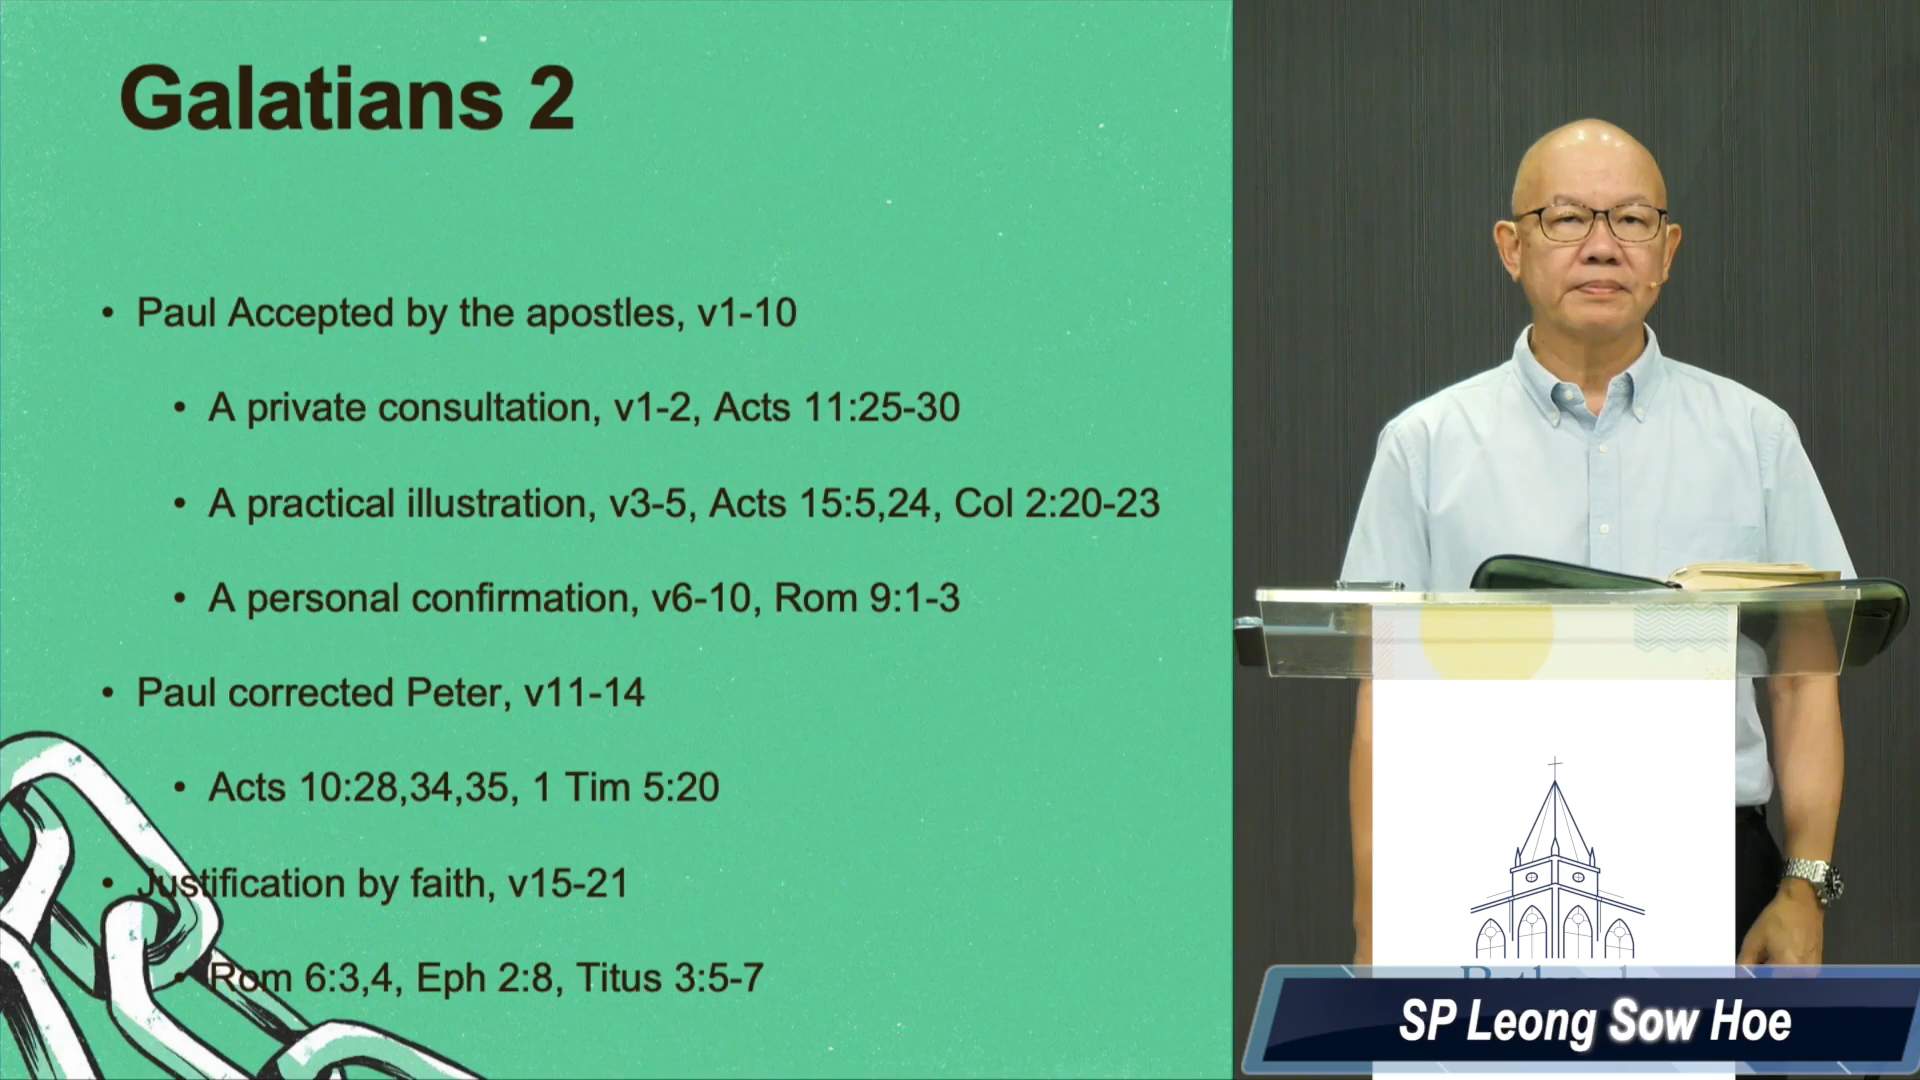 Galatians 2
• Paul Accepted by the apostles, v1-10
• A private consultation, v1-2, Acts 11:25-30
• A practical illustration, v3-5, Acts 15:5,24, Col 2:20-23
• A personal confirmation, v6-10, Rom 9:1-3
• Paul corrected Peter, v11-14
• Acts 10:28,34,35, 1 Tim 5:20
• Justification by faith, v15-21
• Rom 6:3,4, Eph 2:8, Titus 3:5-7
SP Leong Sow Hoe